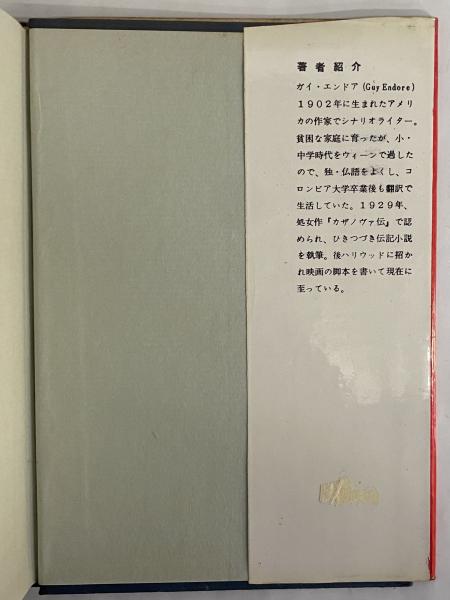 著者紹介
ガイ・エンドア (Guy Endore)
1902年に生まれたアメリ
カの作家でシナリオライター。
貧困な家庭に育ったが、小・
中学時代をウィーンで過した
ので、独・仏語をよくし、コ
ロンビア大学卒業後も翻訳で
生活していた。1929年、
処女作『カザノヴァ伝』で認
められ、ひきつづき伝記小説
を執筆。後ハリウッドに招か
れ映画の脚本を書いて現在に
至っている。